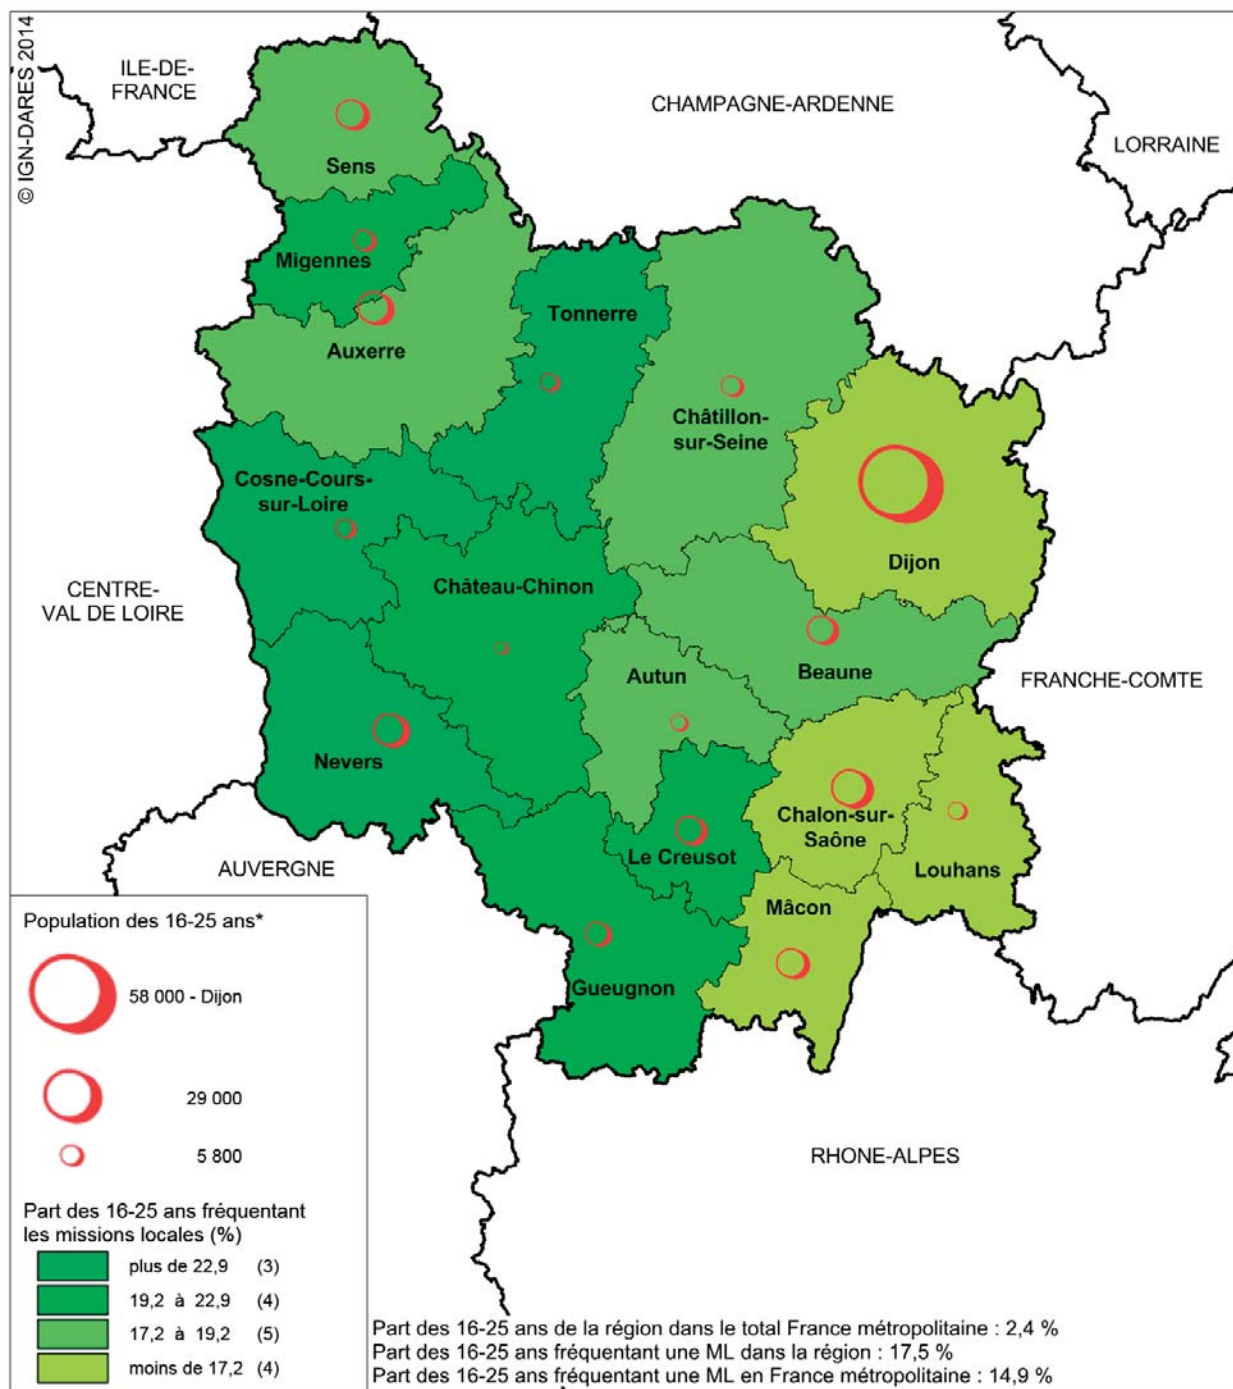 © IGN-DARES 2014
ILE-DE-
FRANCE
CHAMPAGNE-ARDENNE
LORRAINE
Sens
Migennes
Tonnerre
Auxerre
Châtillon-
sur-Seine
Cosne-Cours-
sur-Loire
Dijon
CENTRE-
VAL DE LOIRE
Château-Chinon
Beaune
Autun
FRANCHE-COMTE
Nevers
Chalon-sur-
Saône
Le Creusot
Louhans
AUVERGNE
Mâcon
Gueugnon
RHONE-ALPES
Population des 16-25 ans*
58 000 - Dijon
29 000
5 800
Part des 16-25 ans fréquentant
les missions locales (%)
plus de 22,9 (3)
19,2 à 22,9 (4)
17,2 à 19,2 (5)
moins de 17,2 (4)
Part des 16-25 ans de la région dans le total France métropolitaine : 2,4 %
Part des 16-25 ans fréquentant une ML dans la région : 17,5 %
Part des 16-25 ans fréquentant une ML en France métropolitaine : 14,9 %